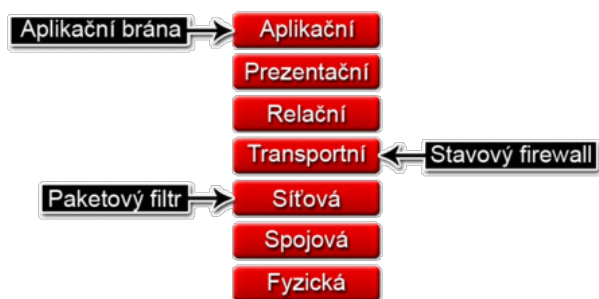 Aplikační brána
Aplikační
Prezentační
Relační
Transportní
Stavový firewall
Paketový filtr
Síťová
Spojová
Fyzická